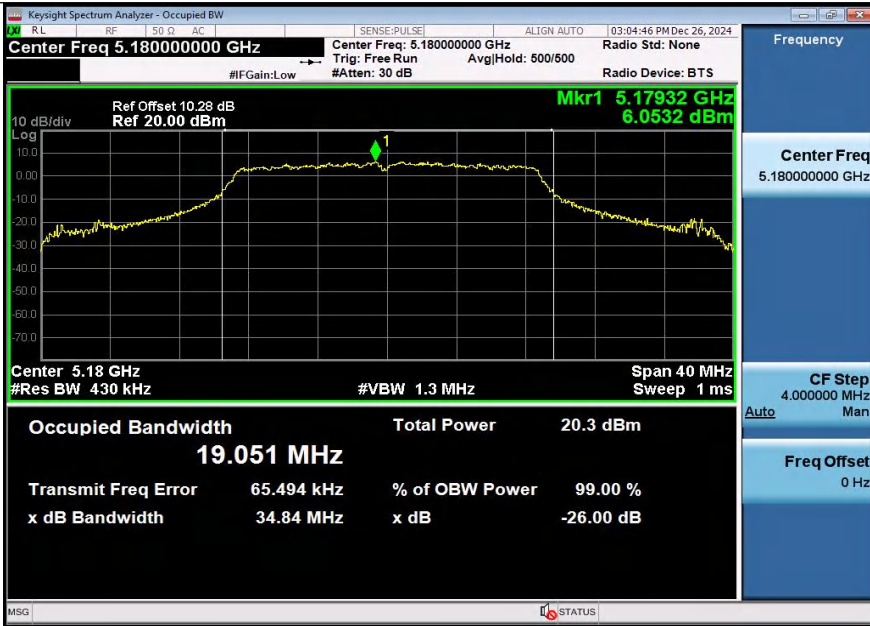 Keysight Spectrum Analyzer - Occupied BW
LXI RL RF 50 Ω AC SENSE:PULSE ALIGN AUTO 03:04:46 PM Dec 26, 2024
Center Freq 5.180000000 GHz
Center Freq: 5.180000000 GHz
Radio Std: None
Trig: Free Run Avg|Hold: 500/500
#IFGain:Low #Atten: 30 dB Radio Device: BTS
Ref Offset 10.28 dB
Mkr1 5.17932 GHz
10 dB/div Ref 20.00 dBm 6.0532 dBm
Log
1
10.0
0.00
-10.0
-20.0
-30.0
-40.0
-50.0
-60.0
-70.0
Center 5.18 GHz Span 40 MHz
#Res BW 430 kHz #VBW 1.3 MHz Sweep 1 ms
Occupied Bandwidth Total Power 20.3 dBm
19.051 MHz
Transmit Freq Error 65.494 kHz % of OBW Power 99.00 %
x dB Bandwidth 34.84 MHz x dB -26.00 dB
MSG STATUS
Frequency
Center Freq
5.180000000 GHz
CF Step
4.000000 MHz
Auto Man
Freq Offset
0 Hz